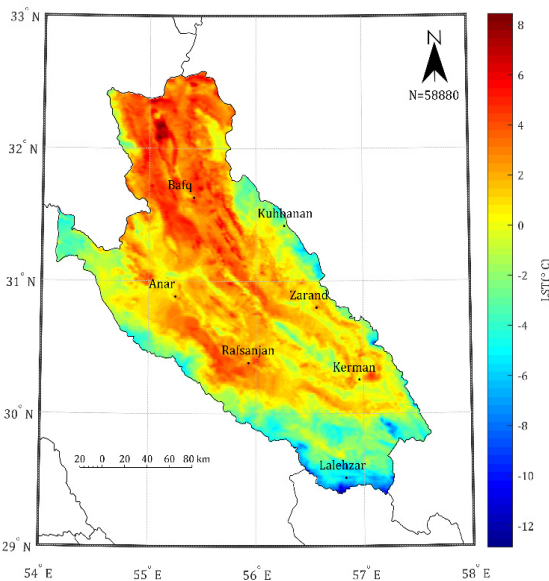 33° N
32° N
31° N
30° N
29° N
54° E
55° E
56° E
57° E
58° E
N
N=58880
Bafq
Kuhbanan
Anar
Zarand
Rafsanjan
Kerman
Lalehzar
20 0 20 40 60 80 km
8
6
4
2
0
-2
-4
-6
-8
-10
-12
LST(° C)